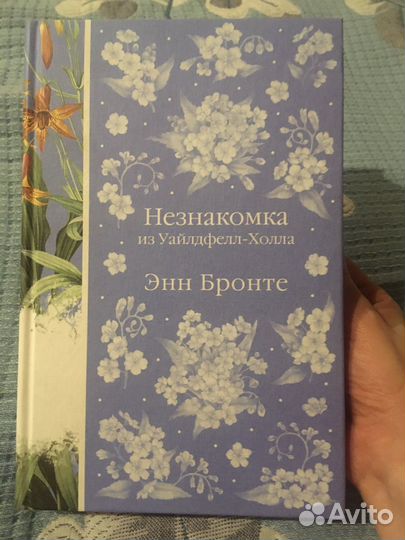 Незнакомка
из Уайлдфелл-Холла
Энн Бронте
Avito